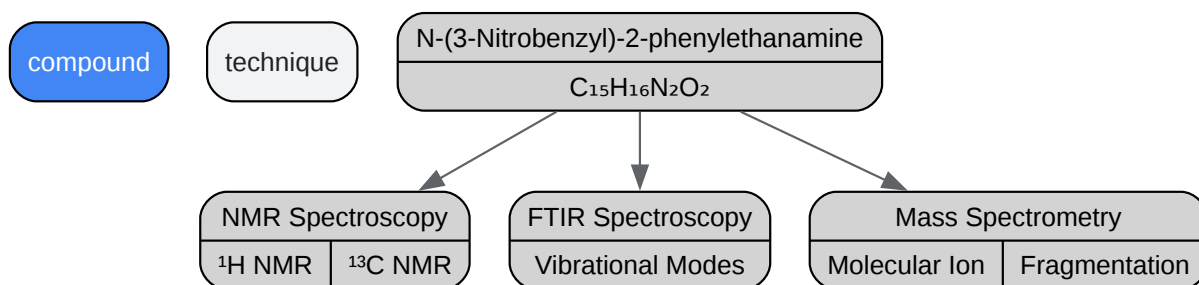 compound
technique
N-(3-Nitrobenzyl)-2-phenylethanamine
C₁₅H₁₆N₂O₂
NMR Spectroscopy
¹H NMR
¹³C NMR
FTIR Spectroscopy
Vibrational Modes
Mass Spectrometry
Molecular Ion
Fragmentation